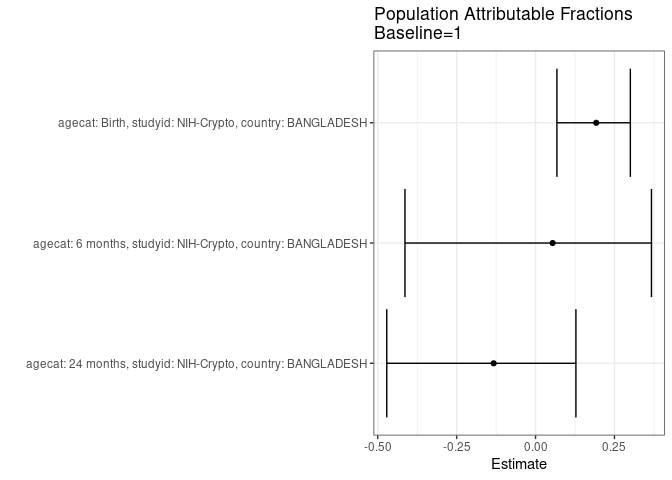 Population Attributable Fractions
Baseline=1
agecat: Birth, studyid: NIH-Crypto, country: BANGLADESH
agecat: 6 months, studyid: NIH-Crypto, country: BANGLADESH
agecat: 24 months, studyid: NIH-Crypto, country: BANGLADESH
-0.50 -0.25 0.00 0.25
Estimate